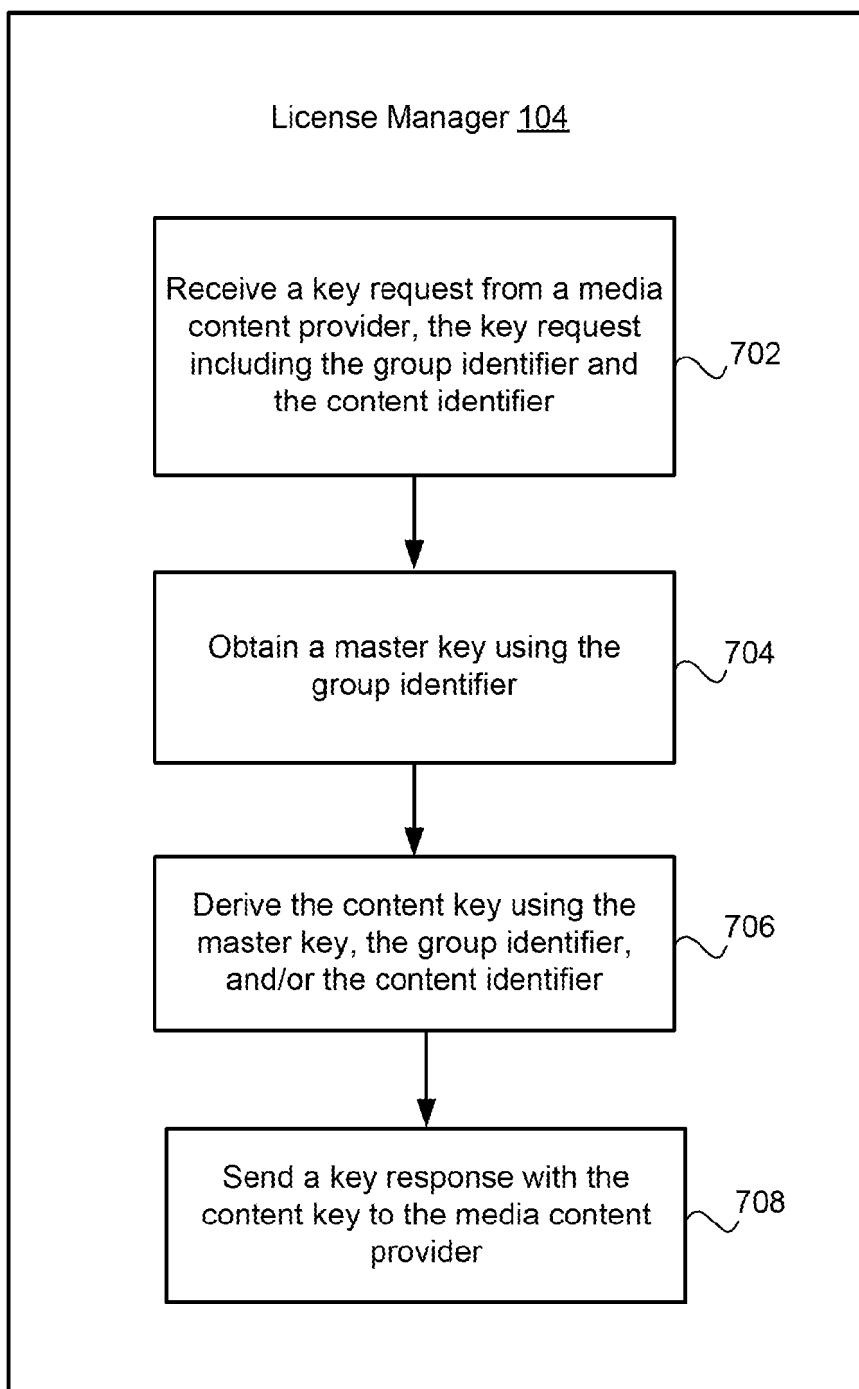 License Manager 104
Receive a key request from a media
content provider, the key request
including the group identifier and
the content identifier
702
Obtain a master key using the
group identifier
704
Derive the content key using the
master key, the group identifier,
and/or the content identifier
706
Send a key response with the
content key to the media content
provider
708